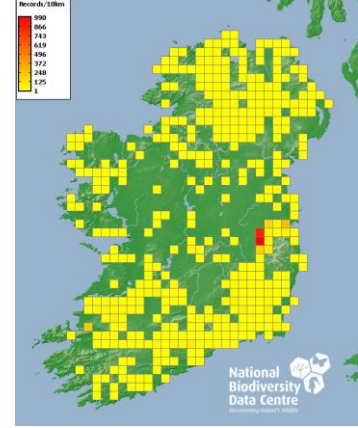 Records/10km
990
866
743
619
496
372
248
125
1
National
Biodiversity
Data Centre
Documenting Ireland's Wildlife